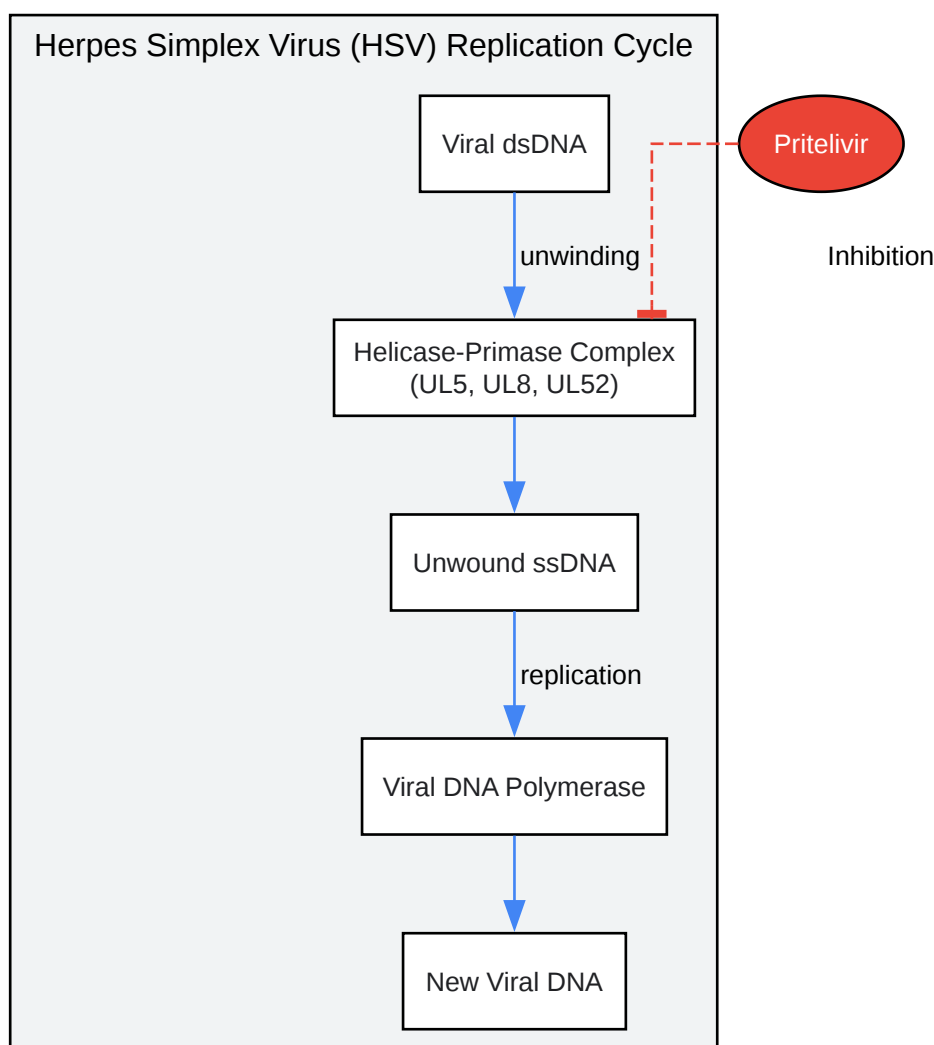 Herpes Simplex Virus (HSV) Replication Cycle
Viral dsDNA
Pritelivir
unwinding
Inhibition
Helicase-Primase Complex
(UL5, UL8, UL52)
Unwound ssDNA
replication
Viral DNA Polymerase
New Viral DNA